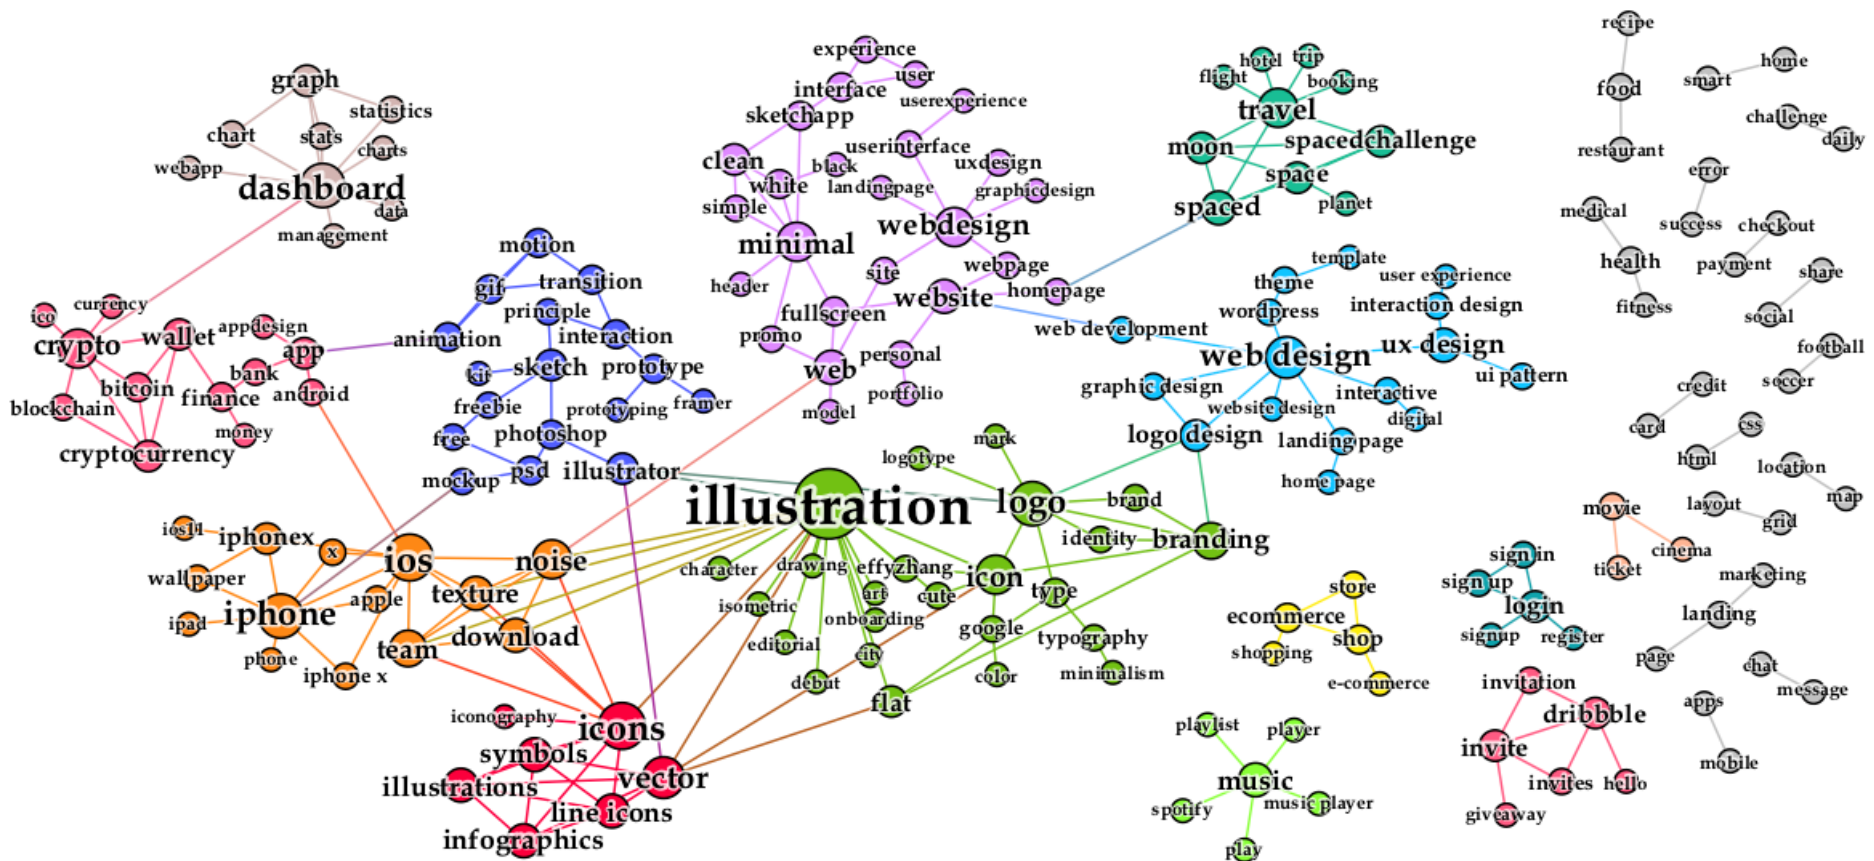 graph
statistics
chart
stats
charts
webapp
dashboard
data
management
currency
ico
crypto
wallet
appdesign
app
bank
bitcoin
finance
android
blockchain
money
cryptocurrency
motion
gif
transition
principle
animation
interaction
kit
sketch
prototype
freebie
prototyping
framer
free
photoshop
mockup
psd
illustrator
experience
user
interface
userexperience
sketchapp
userinterface
clean
black
uxdesign
white
landingpage
graphicdesign
simple
webdesign
minimal
site
webpage
header
website
homepage
fullscreen
promo
personal
web
portfolio
model
hotel
trip
flight
booking
travel
spacedchallenge
moon
space
spaced
planet
template
theme
user experience
wordpress
interaction design
web development
web design
ux design
ui pattern
graphic design
interactive
website design
digital
logo design
landing page
home page
mark
logotype
illustration
logo
brand
identity
branding
character
drawing
effyzhang
icon
art
cute
type
isometric
onboarding
google
editorial
typography
city
debut
color
minimalism
flat
ios11
iphonex
x
ios
noise
wallpaper
apple
texture
ipad
iphone
team
download
phone
iphone x
iconography
icons
symbols
illustrations
vector
line icons
infographics
store
ecommerce
shop
shopping
e-commerce
playlist
player
music
spotify
music player
play
sign in
sign up
login
signup
register
invitation
dribbble
invite
invites
hello
giveaway
movie
cinema
ticket
recipe
food
restaurant
smart
home
challenge
daily
error
success
medical
health
fitness
checkout
payment
share
social
football
soccer
credit
card
css
html
location
map
layout
grid
marketing
landing
page
chat
message
apps
mobile